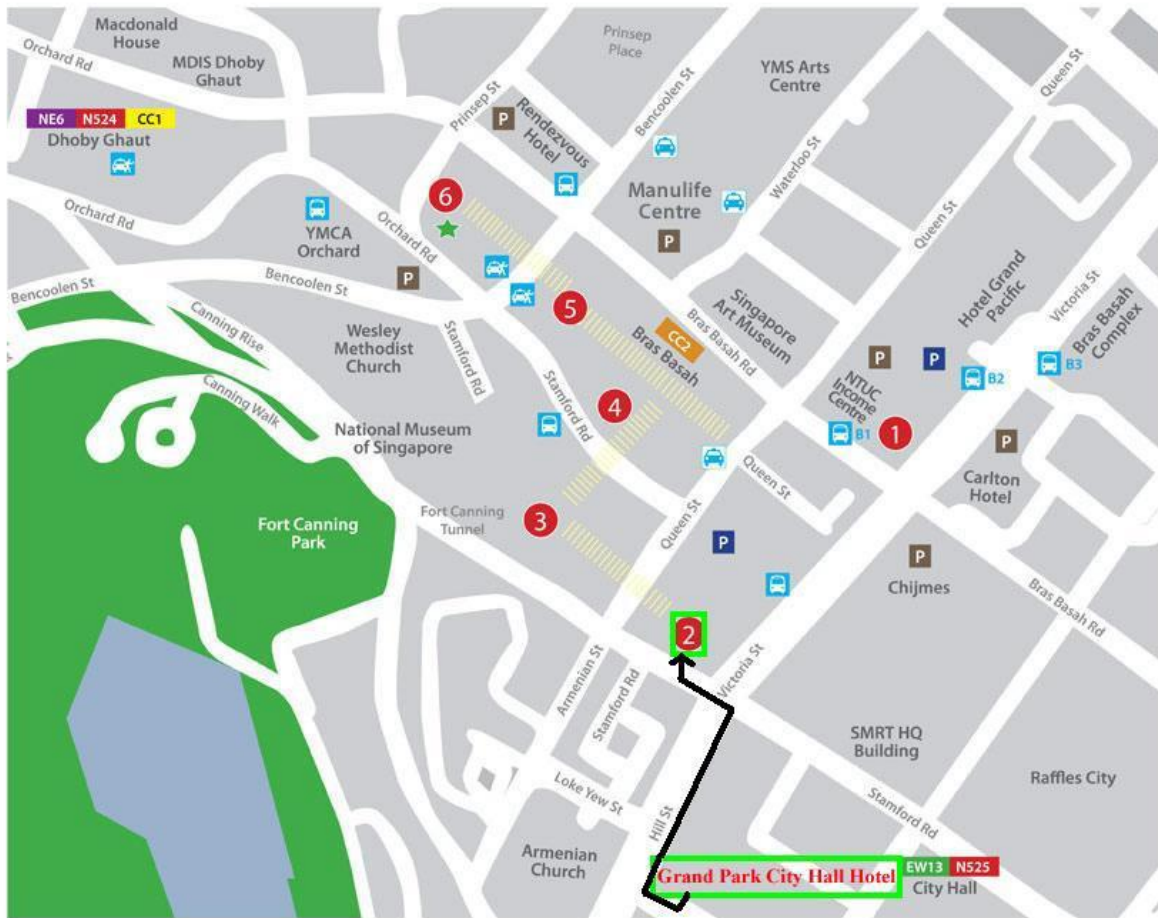 Macdonald
House
Orchard Rd
MDIS Dhoby
Ghaut
Prinsep
Place
YMS Arts
Centre
Queen St
NE6 N524 CC1
Dhoby Ghaut
Prinsep St
P
Rendezvous
Hotel
Bencoolen St
Waterloo St
Manulife
Centre
P
6
Orchard Rd
YMCA
Orchard
Orchard Rd
P
Bencoolen St
Bencoolen St
Queen St
Hotel Grand
Pacific
Victoria St
Bras Basah
Complex
Canning Rise
Wesley
Methodist
Church
Stamford Rd
5
CC2
Bras Basah
Bras Basah Rd
Singapore
Art Museum
P
P
B2
B3
NTUC
Income
Centre
B1
1
Canning Walk
National Museum
of Singapore
4
Stamford Rd
Queen St
P
Carlton
Hotel
Fort Canning
Park
Fort Canning
Tunnel
3
Queen St
P
P
Chijmes
Bras Basah Rd
2
Armenian St
Stamford Rd
Victoria St
SMRT HQ
Building
Raffles City
Loke Yew St
Hill St
Stamford Rd
Armenian
Church
Grand Park City Hall Hotel
EW13 N525
City Hall